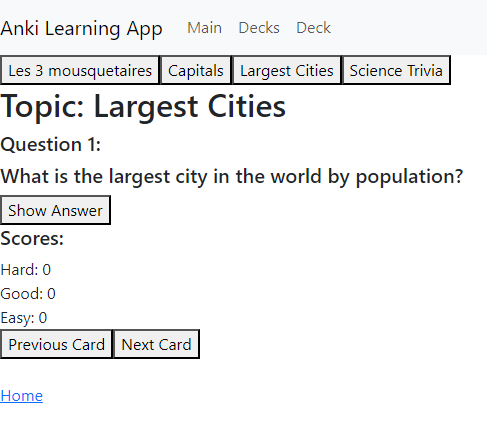 Anki Learning App Main Decks Deck
Les 3 mousquetaires Capitals Largest Cities Science Trivia
Topic: Largest Cities
Question 1:
What is the largest city in the world by population?
Show Answer
Scores:
Hard: 0
Good: 0
Easy: 0
Previous Card Next Card
Home